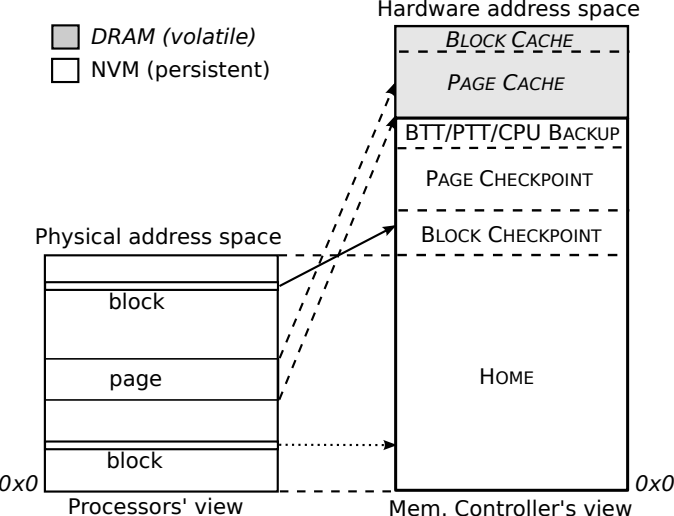 Hardware address space
DRAM (volatile)
NVM (persistent)
BLOCK CACHE
PAGE CACHE
BTT/PTT/CPU BACKUP
PAGE CHECKPOINT
BLOCK CHECKPOINT
HOME
Physical address space
block
page
block
0x0
0x0
Processors' view
Mem. Controller's view